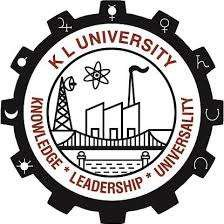 K L UNIVERSITY
KNOWLEDGE * LEADERSHIP * UNIVERSALITY